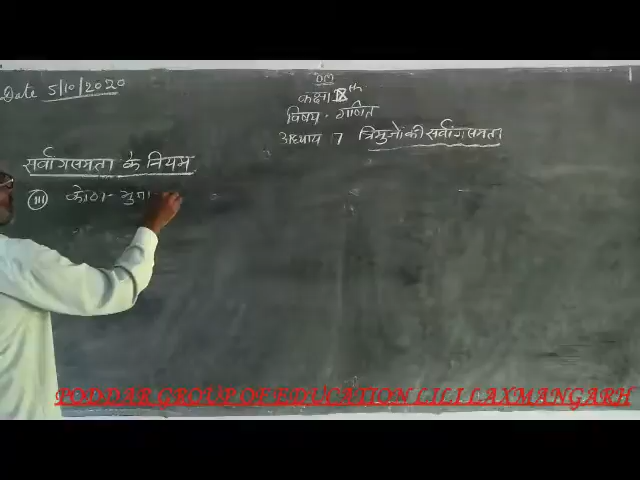 Date 5/10/2020
कक्षा th
विषय - गणित
अध्याय 7 त्रिभुजों की सर्वांगसमता
सर्वांगसमता के नियम
(III) कोण - भुजा -
PODDAR GROUP OF EDUCATION LILI LAXMANGARH